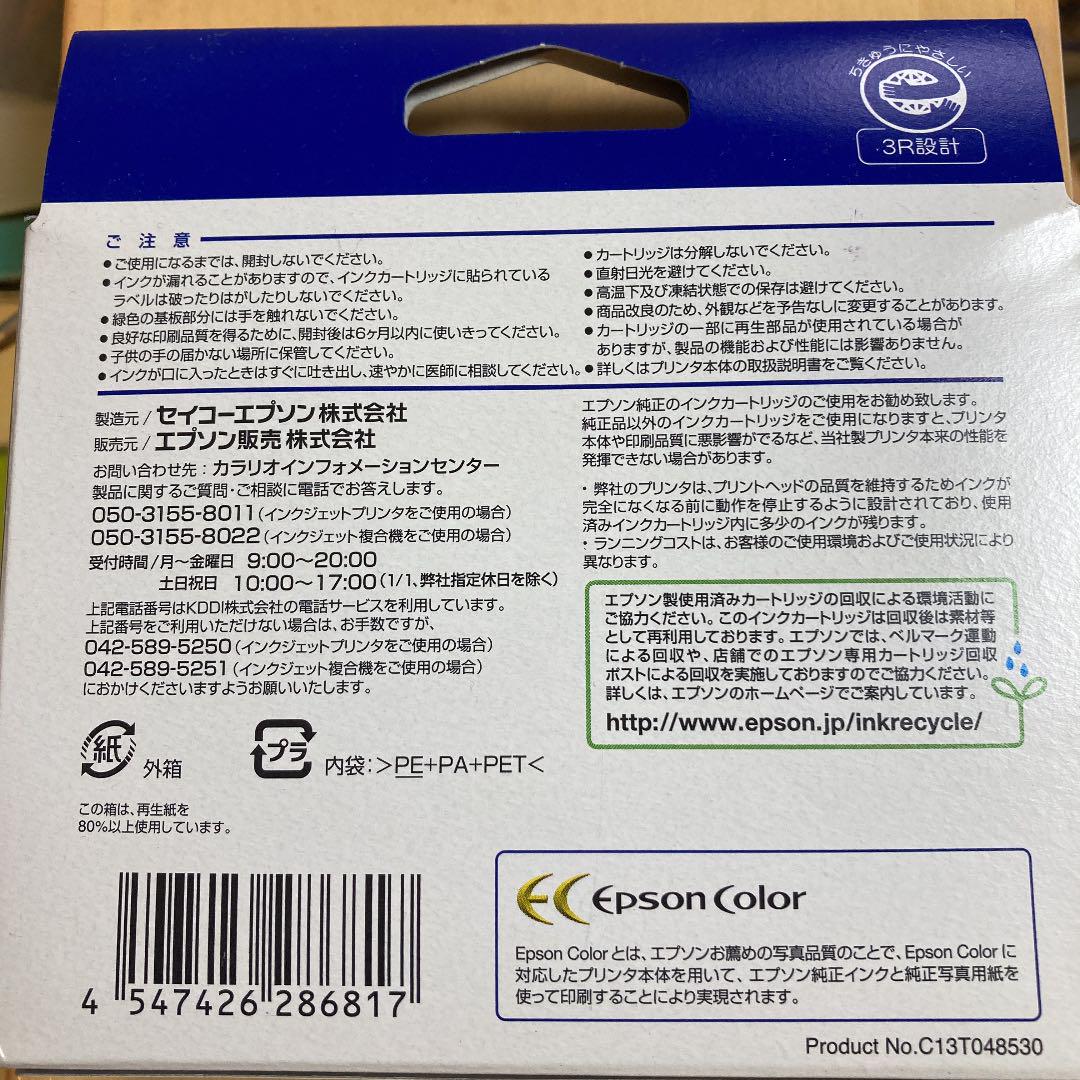 ちきゅうにやさしい
3R設計
ご注意
●ご使用になるまでは、開封しないでください。
●インクが漏れることがありますので、インクカートリッジに貼られている
ラベルは破ったりはがしたりしないでください。
●緑色の基板部分には手を触れないでください。
●良好な印刷品質を得るために、開封後は6ヶ月以内に使いきってください。
●子供の手の届かない場所に保管してください。
●インクが口に入ったときはすぐに吐き出し、速やかに医師に相談してください。
●カートリッジは分解しないでください。
●直射日光を避けてください。
●高温下及び凍結状態での保存は避けてください。
●商品改良のため、外観などを予告なしに変更することがあります。
●カートリッジの一部に再生部品が使用されている場合が
ありますが、製品の機能および性能には影響ありません。
●詳しくはプリンタ本体の取扱説明書をご覧ください。
製造元/セイコーエプソン株式会社
販売元/エプソン販売株式会社
お問い合わせ先:カラリオインフォメーションセンター
製品に関するご質問・ご相談に電話でお答えします。
050-3155-8011(インクジェットプリンタをご使用の場合)
050-3155-8022(インクジェット複合機をご使用の場合)
受付時間/月~金曜日 9:00~20:00
土日祝日 10:00~17:00(1/1、弊社指定休日を除く)
上記電話番号はKDDI株式会社の電話サービスを利用しています。
上記番号をご利用いただけない場合は、お手数ですが、
042-589-5250(インクジェットプリンタをご使用の場合)
042-589-5251(インクジェット複合機をご使用の場合)
におかけくださいますようお願いいたします。
エプソン純正のインクカートリッジのご使用をお勧め致します。
純正品以外のインクカートリッジをご使用になりますと、プリンタ
本体や印刷品質に悪影響がでるなど、当社製プリンタ本来の性能を
発揮できない場合があります。
・弊社のプリンタは、プリントヘッドの品質を維持するためインクが
完全になくなる前に動作を停止するように設計されており、使用
済みインクカートリッジ内に多少のインクが残ります。
・ランニングコストは、お客様のご使用環境およびご使用状況により
異なります。
エプソン製使用済みカートリッジの回収による環境活動に
ご協力ください。このインクカートリッジは回収後は素材等
として再利用しております。エプソンでは、ベルマーク運動
による回収や、店舗でのエプソン専用カートリッジ回収
ポストによる回収を実施しておりますのでご協力ください。
詳しくは、エプソンのホームページでご案内しています。
http://www.epson.jp/inkrecycle/
紙 外箱
プラ 内袋:>PE+PA+PET<
この箱は、再生紙を
80%以上使用しています。
4 547426 286817
EC Epson Color
Epson Colorとは、エプソンお薦めの写真品質のことで、Epson Colorに
対応したプリンタ本体を用いて、エプソン純正インクと純正写真用紙を
使って印刷することにより実現されます。
Product No.C13T048530